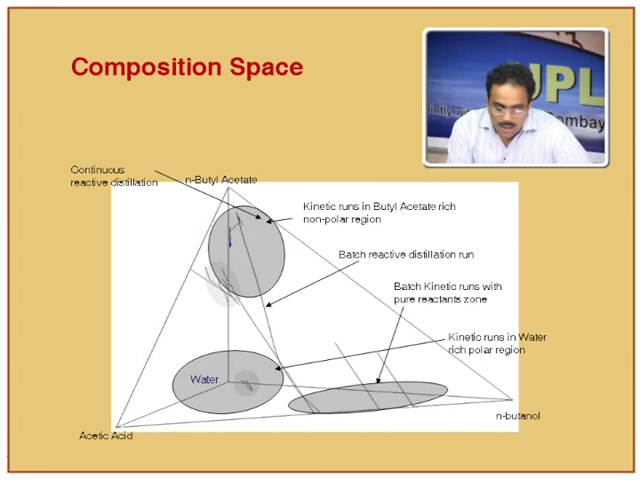 Composition Space
JPL
Bombay
Continuous
reactive distillation
n-Butyl Acetate
Kinetic runs in Butyl Acetate rich
non-polar region
Batch reactive distillation run
Batch Kinetic runs with
pure reactants zone
Kinetic runs in Water
rich polar region
Water
n-butanol
Acetic Acid